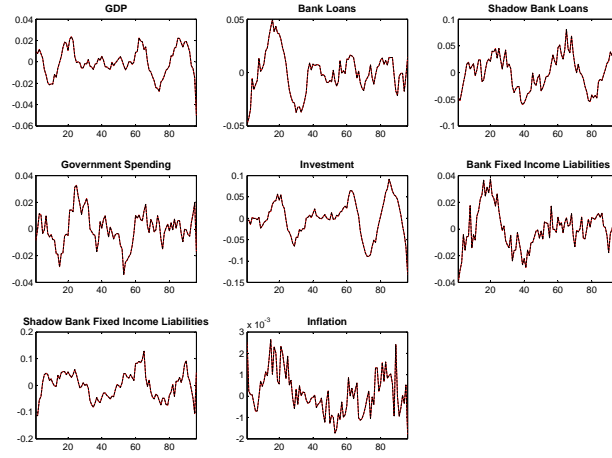 GDP
0.04
0.02
0
-0.02
-0.04
-0.06
20 40 60 80
Bank Loans
0.05
0
-0.05
20 40 60 80
Shadow Bank Loans
0.1
0.05
0
-0.05
-0.1
20 40 60 80
Government Spending
0.04
0.02
0
-0.02
-0.04
20 40 60 80
Investment
0.1
0.05
0
-0.05
-0.1
-0.15
20 40 60 80
Bank Fixed Income Liabilities
0.04
0.02
0
-0.02
-0.04
20 40 60 80
Shadow Bank Fixed Income Liabilities
0.2
0.1
0
-0.1
-0.2
20 40 60 80
Inflation
x 10⁻³
3
2
1
0
-1
-2
20 40 60 80